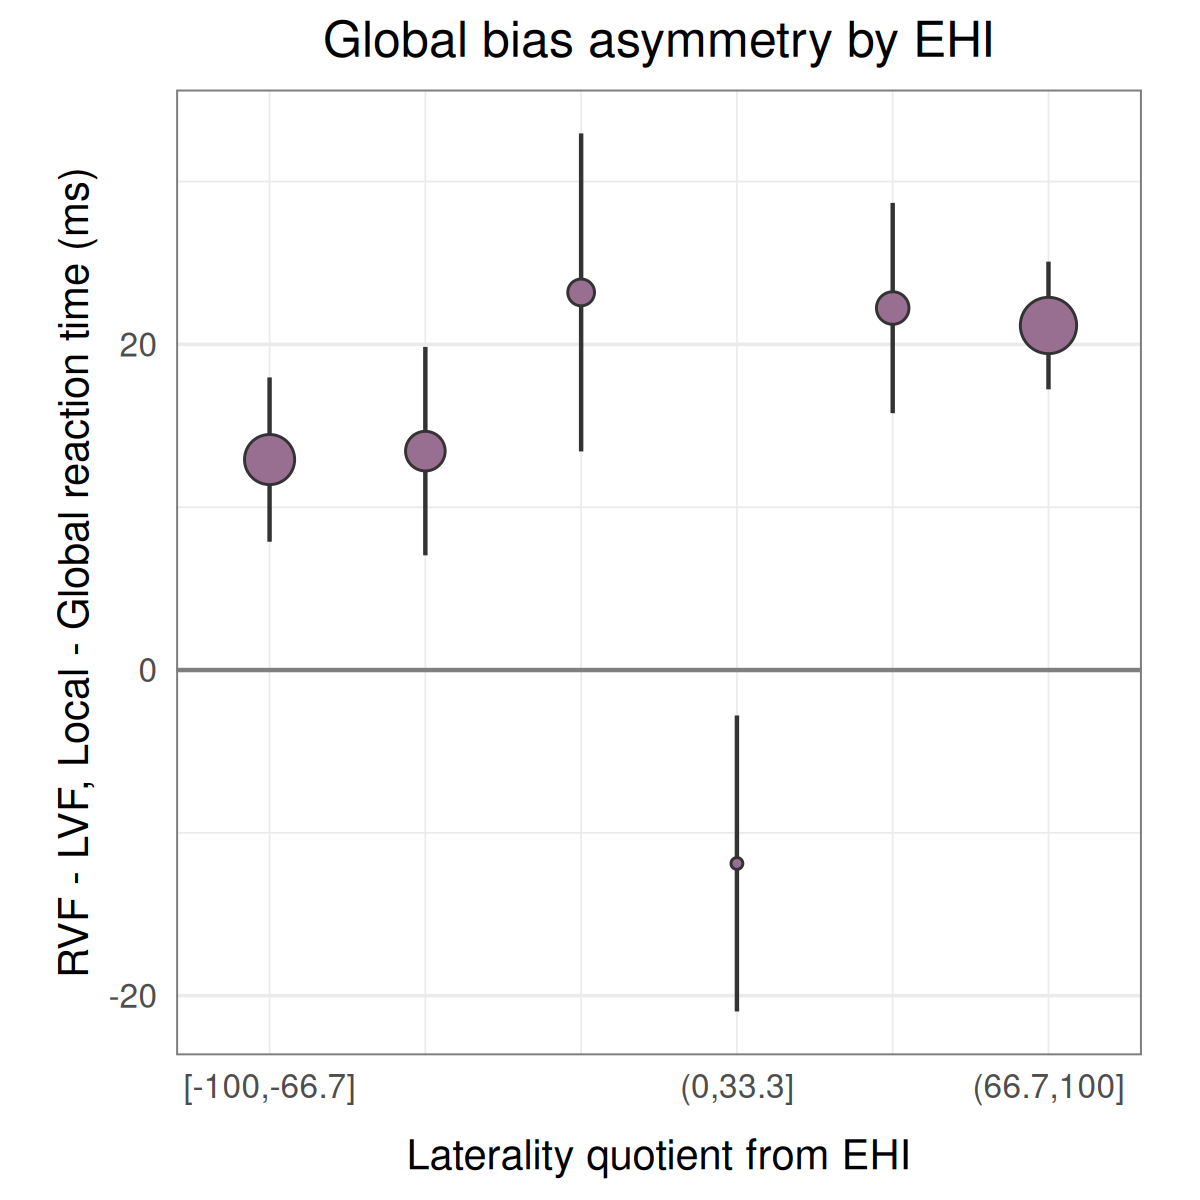 Global bias asymmetry by EHI
RVF - LVF, Local - Global reaction time (ms)
20
0
-20
[-100,-66.7]
(0,33.3]
(66.7,100]
Laterality quotient from EHI